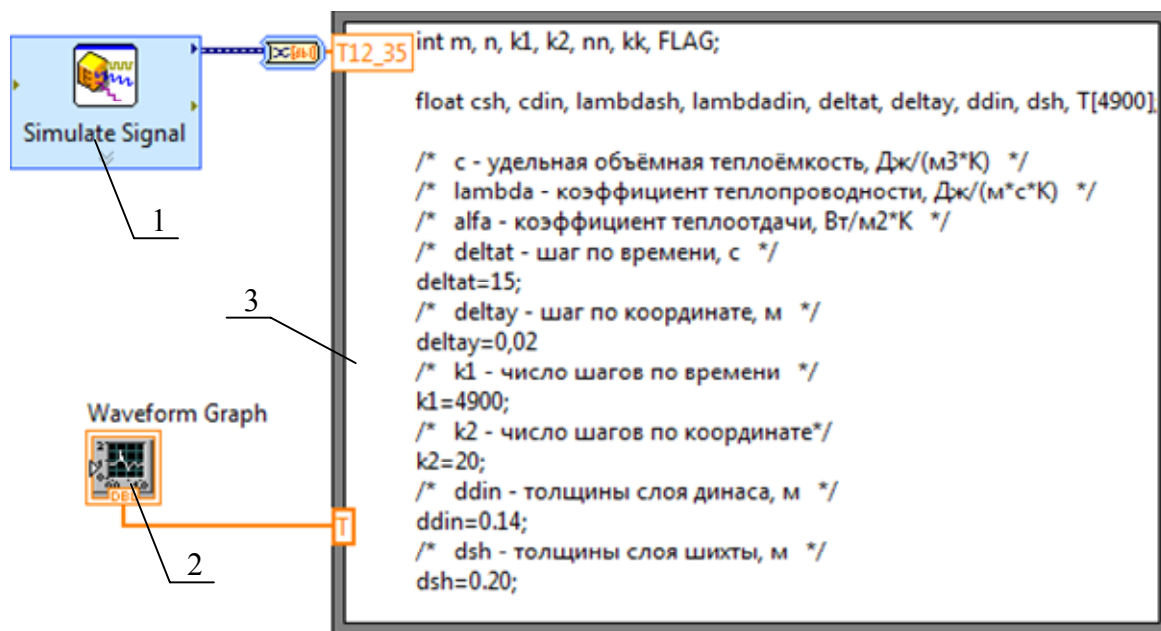 int m, n, k1, k2, nn, kk, FLAG;
T12_35
float csh, cdin, lambdash, lambdadin, deltat, deltay, ddin, dsh, T[4900];
Simulate Signal
/* c - удельная объёмная теплоёмкость, Дж/(м3*К) */
/* lambda - коэффициент теплопроводности, Дж/(м*с*К) */
/* alfa - коэффициент теплоотдачи, Вт/м2*К */
1
/* deltat - шаг по времени, с */
deltat=15;
3
/* deltay - шаг по координате, м */
deltay=0,02
/* k1 - число шагов по времени */
k1=4900;
Waveform Graph
/* k2 - число шагов по координате*/
k2=20;
/* ddin - толщины слоя динаса, м */
DBL
ddin=0.14;
T
/* dsh - толщины слоя шихты, м */
2
dsh=0.20;